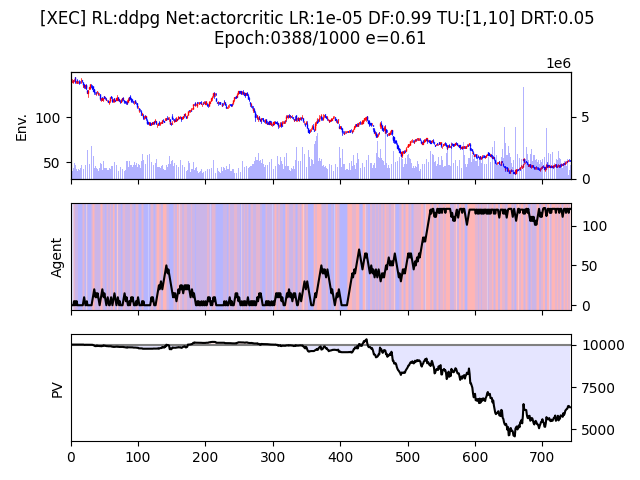 [XEC] RL:ddpg Net:actorcritic LR:1e-05 DF:0.99 TU:[1,10] DRT:0.05
Epoch:0388/1000 e=0.61
1e6
Env.
100
50
5
0
Agent
100
50
0
PV
10000
7500
5000
0 100 200 300 400 500 600 700